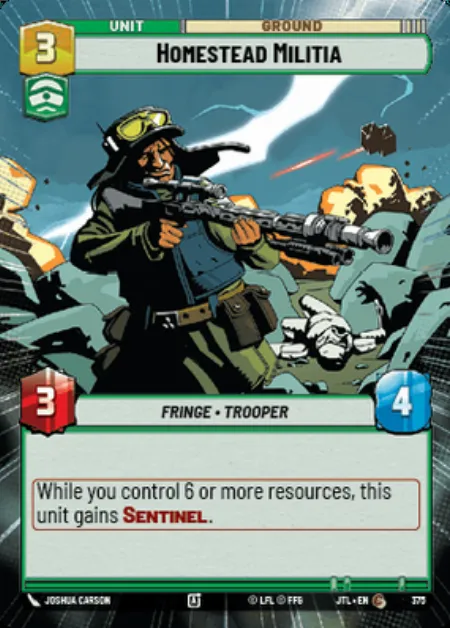 UNIT GROUND
3 HOMESTEAD MILITIA
3 FRINGE • TROOPER 4
While you control 6 or more resources, this
unit gains SENTINEL.
JOSHUA CARSON A © LFL © FFG JTL • EN C 375